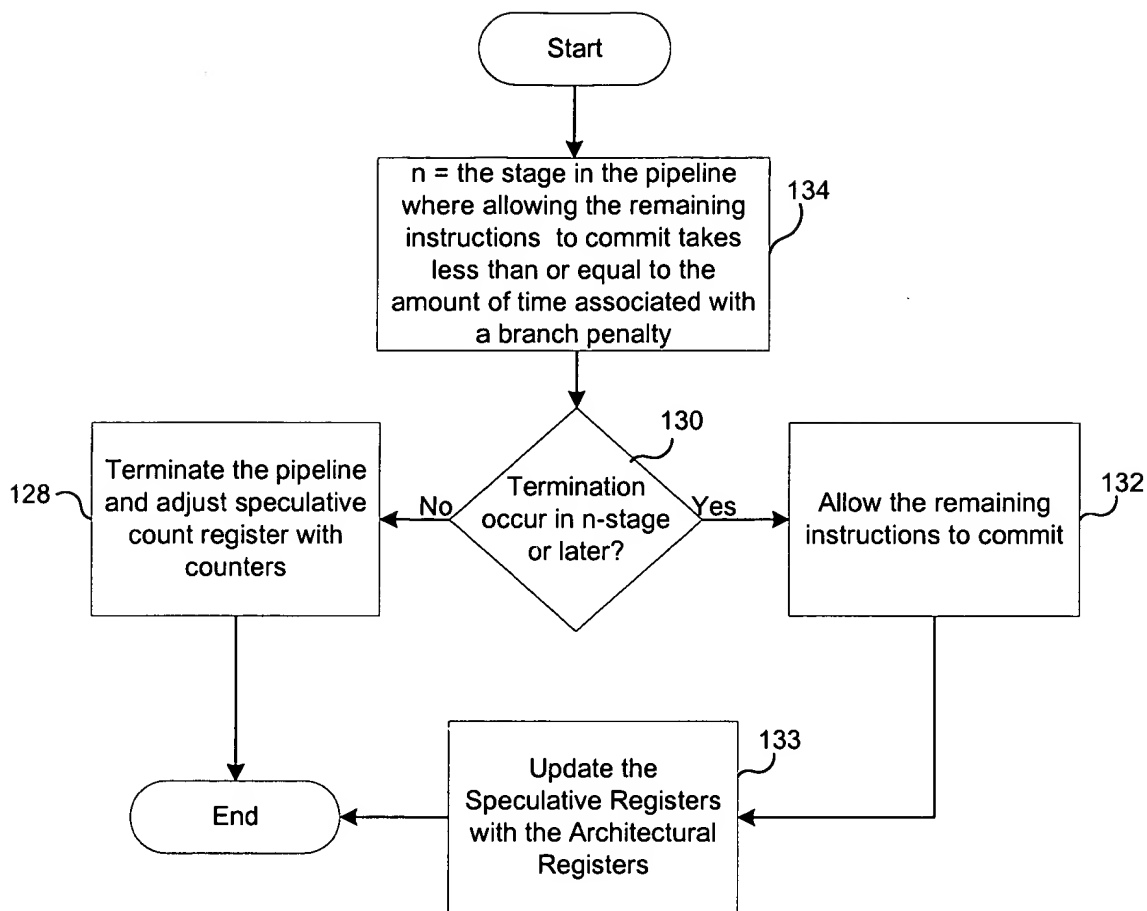 Start
n = the stage in the pipeline
where allowing the remaining
instructions to commit takes
less than or equal to the
amount of time associated with
a branch penalty
134
130
Termination
occur in n-stage
or later?
No
Yes
128
Terminate the pipeline
and adjust speculative
count register with
counters
Allow the remaining
instructions to commit
132
133
Update the
Speculative Registers
with the Architectural
Registers
End